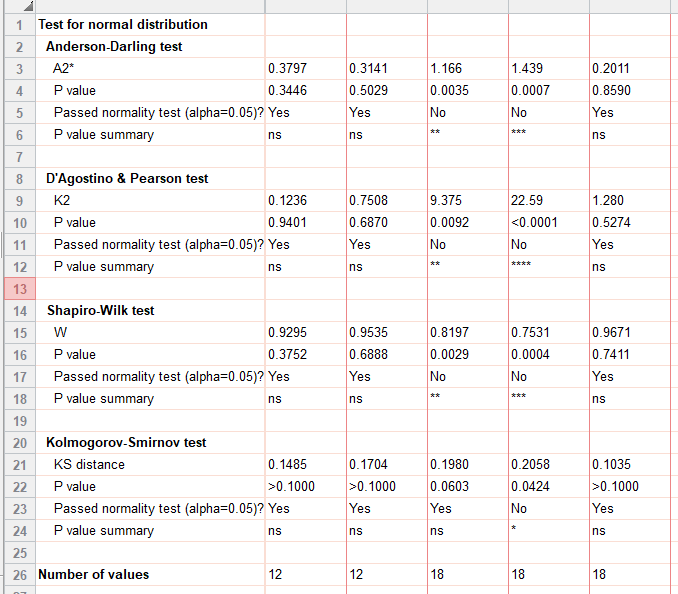 1 Test for normal distribution
2 Anderson-Darling test
3 A2* 0.3797 0.3141 1.166 1.439 0.2011
4 P value 0.3446 0.5029 0.0035 0.0007 0.8590
5 Passed normality test (alpha=0.05)? Yes Yes No No Yes
6 P value summary ns ns ** *** ns
7
8 D'Agostino & Pearson test
9 K2 0.1236 0.7508 9.375 22.59 1.280
10 P value 0.9401 0.6870 0.0092 <0.0001 0.5274
11 Passed normality test (alpha=0.05)? Yes Yes No No Yes
12 P value summary ns ns ** **** ns
13
14 Shapiro-Wilk test
15 W 0.9295 0.9535 0.8197 0.7531 0.9671
16 P value 0.3752 0.6888 0.0029 0.0004 0.7411
17 Passed normality test (alpha=0.05)? Yes Yes No No Yes
18 P value summary ns ns ** *** ns
19
20 Kolmogorov-Smirnov test
21 KS distance 0.1485 0.1704 0.1980 0.2058 0.1035
22 P value >0.1000 >0.1000 0.0603 0.0424 >0.1000
23 Passed normality test (alpha=0.05)? Yes Yes Yes No Yes
24 P value summary ns ns ns * ns
25
26 Number of values 12 12 18 18 18